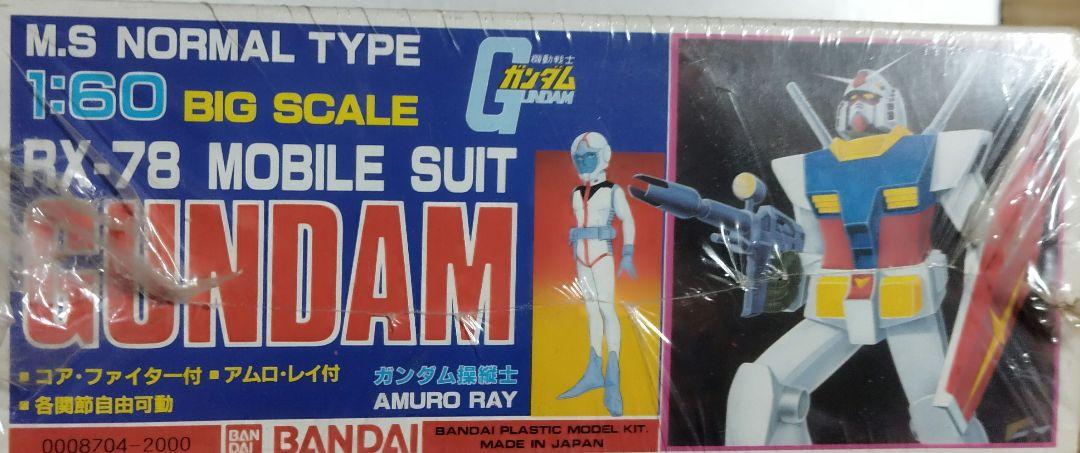 M.S NORMAL TYPE
1:60 BIG SCALE
機動戦士
ガンダム
GUNDAM
RX-78 MOBILE SUIT
GUNDAM
■コア・ファイター付■アムロ・レイ付
■各関節自由可動
ガンダム操縦士
AMURO RAY
0008704-2000
BAN
DAI
BANDAI
BANDAI PLASTIC MODEL KIT.
MADE IN JAPAN